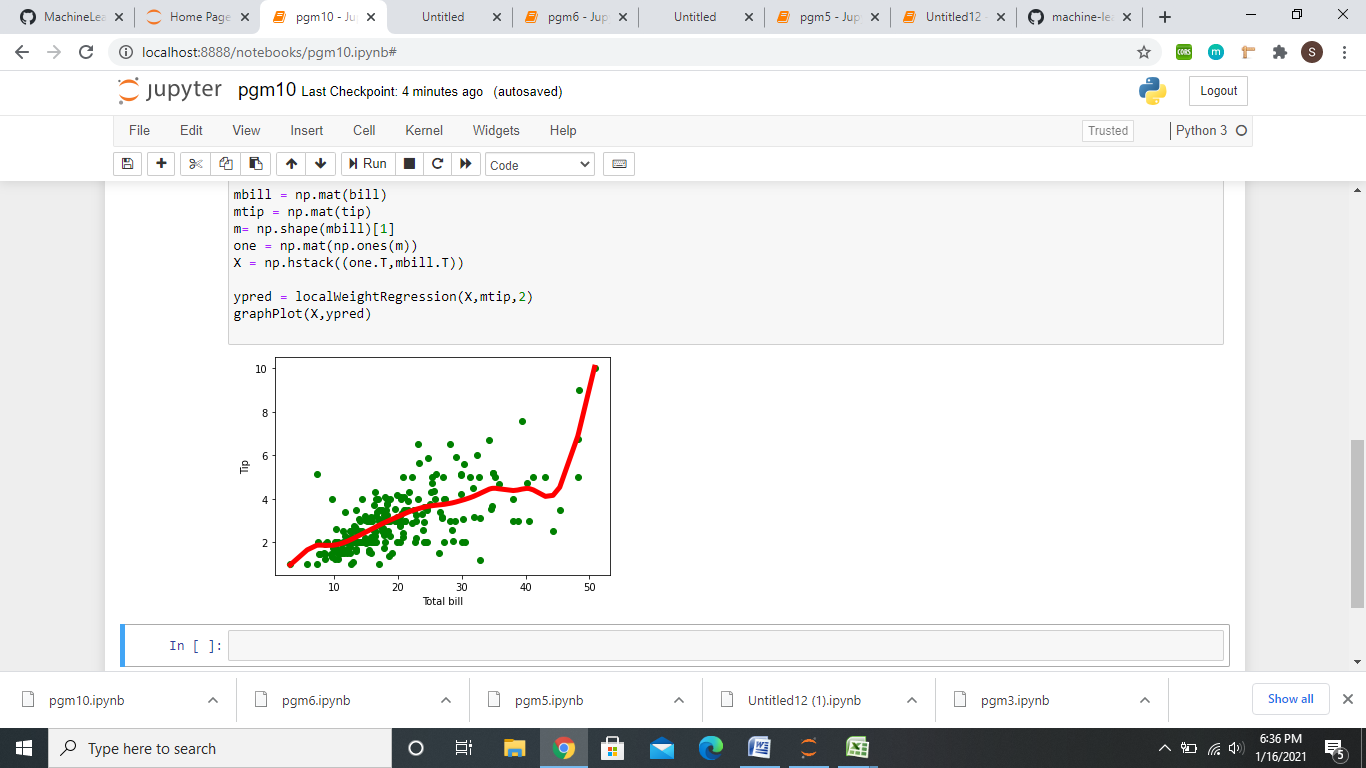 MachineLea
Home Page
pgm10 - Ju
Untitled
pgm6 - Jup
Untitled
pgm5 - Jup
Untitled12 -
machine-lea
localhost:8888/notebooks/pgm10.ipynb#
CORS
m
S
jupyter pgm10 Last Checkpoint: 4 minutes ago (autosaved)
Logout
File Edit View Insert Cell Kernel Widgets Help
Trusted
Python 3
Run
Code
mbill = np.mat(bill)
mtip = np.mat(tip)
m= np.shape(mbill)[1]
one = np.mat(np.ones(m))
X = np.hstack((one.T,mbill.T))
ypred = localWeightRegression(X,mtip,2)
graphPlot(X,ypred)
10
8
6
4
2
Tip
10 20 30 40 50
Total bill
In [ ]:
pgm10.ipynb
pgm6.ipynb
pgm5.ipynb
Untitled12 (1).ipynb
pgm3.ipynb
Show all
Type here to search
6:36 PM
1/16/2021
5